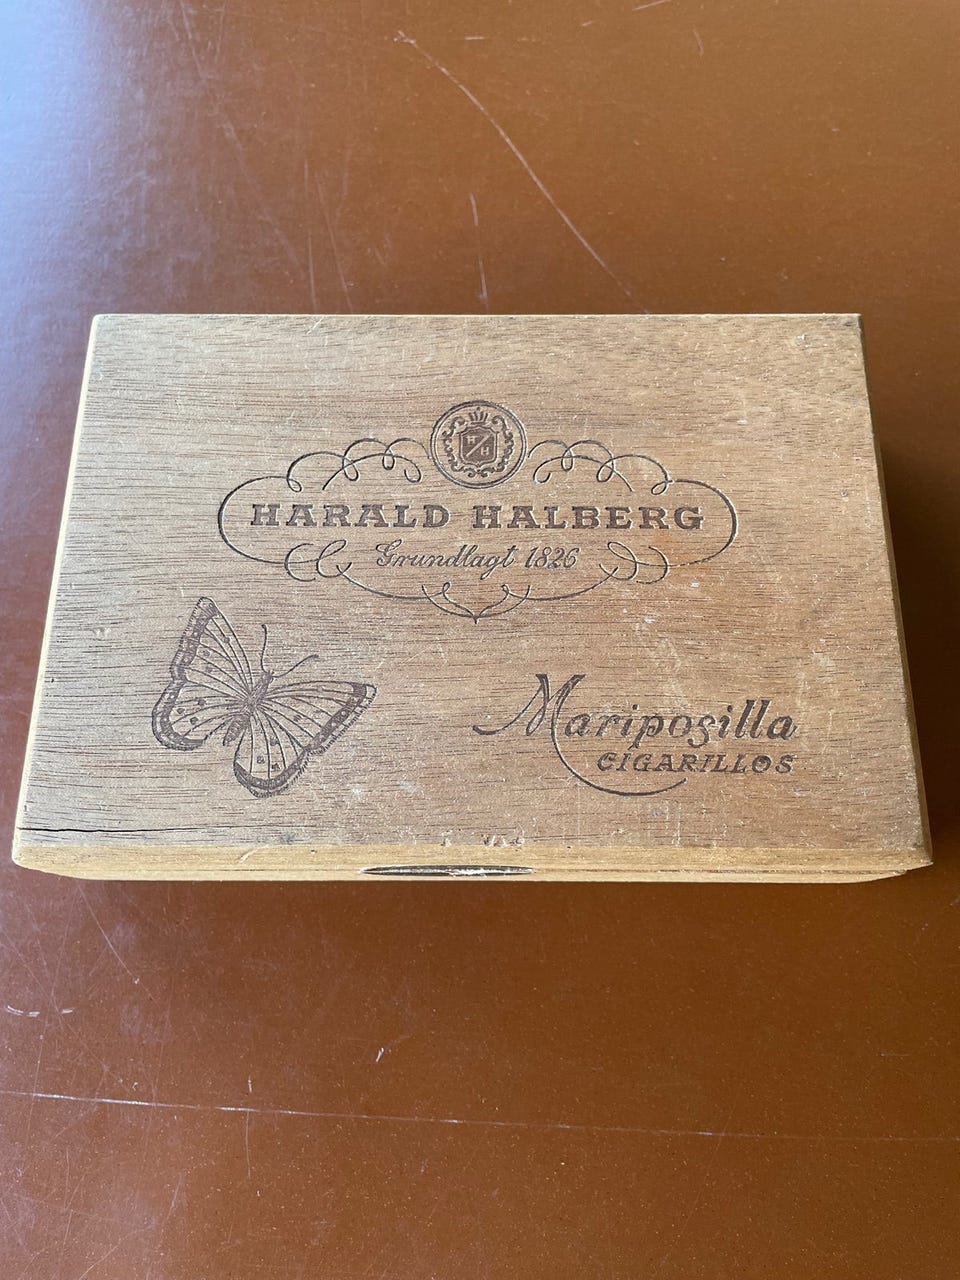 H H
HARALD HALBERG
Grundlagt 1826
Mariposilla
CIGARILLOS